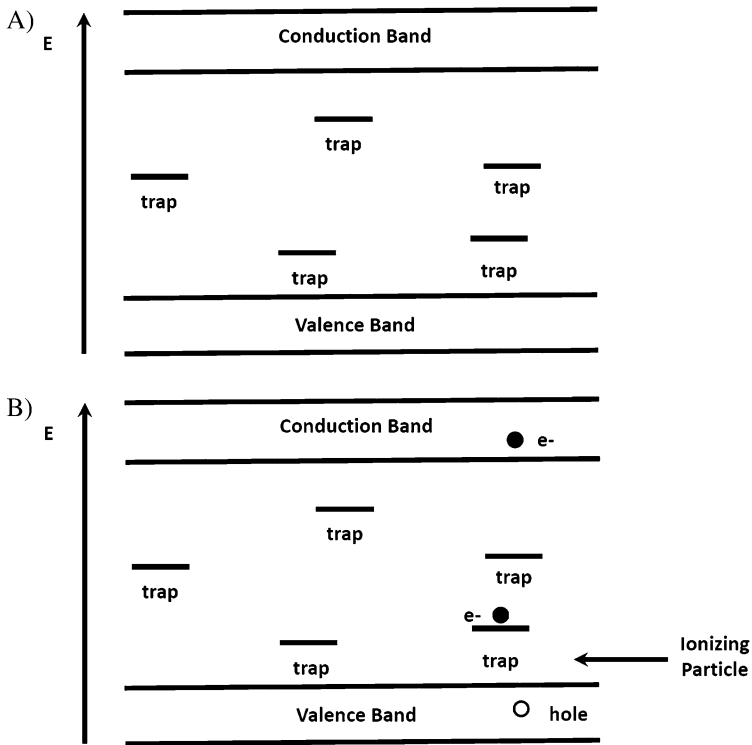 A)
E
Conduction Band
trap
trap
trap
trap
trap
Valence Band
B)
E
Conduction Band
e-
trap
trap
trap
e-
trap
trap
Ionizing
Particle
Valence Band
hole